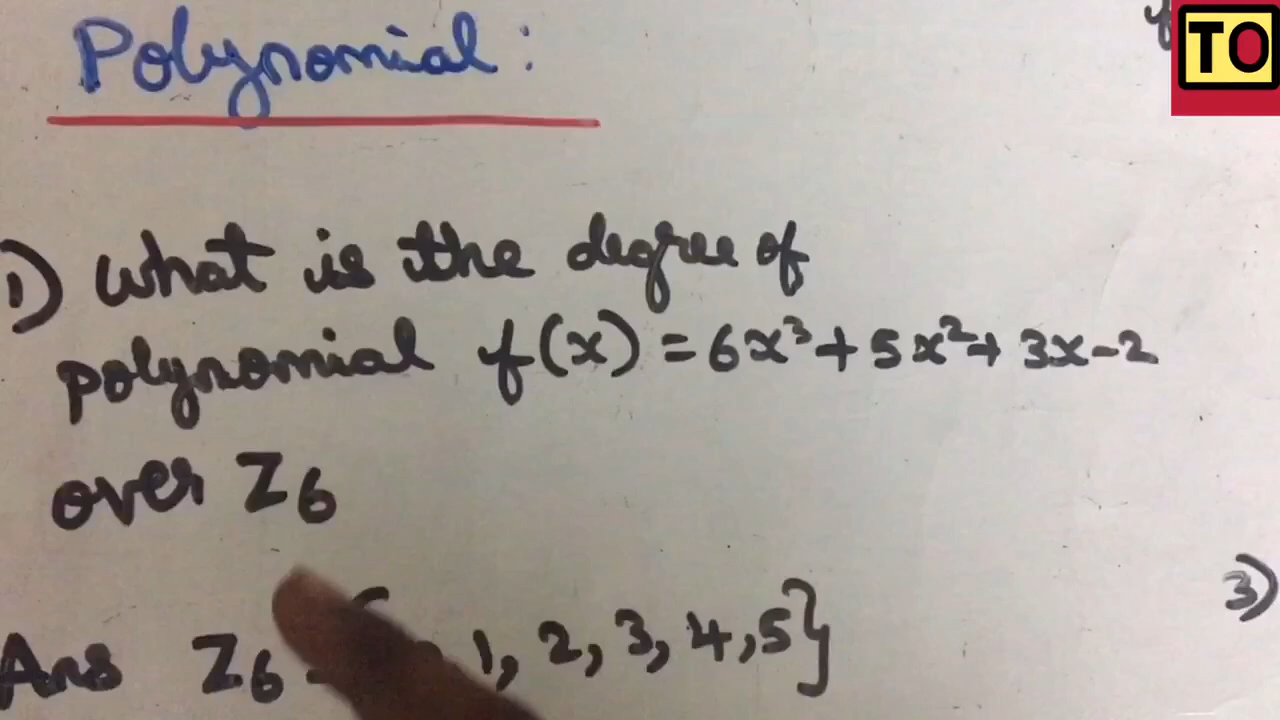 Polynomial:
TO
1) What is the degree of
polynomial f(x) = 6x³ + 5x² + 3x - 2
over Z₆
3)
Ans Z₆ = { 1, 2, 3, 4, 5}